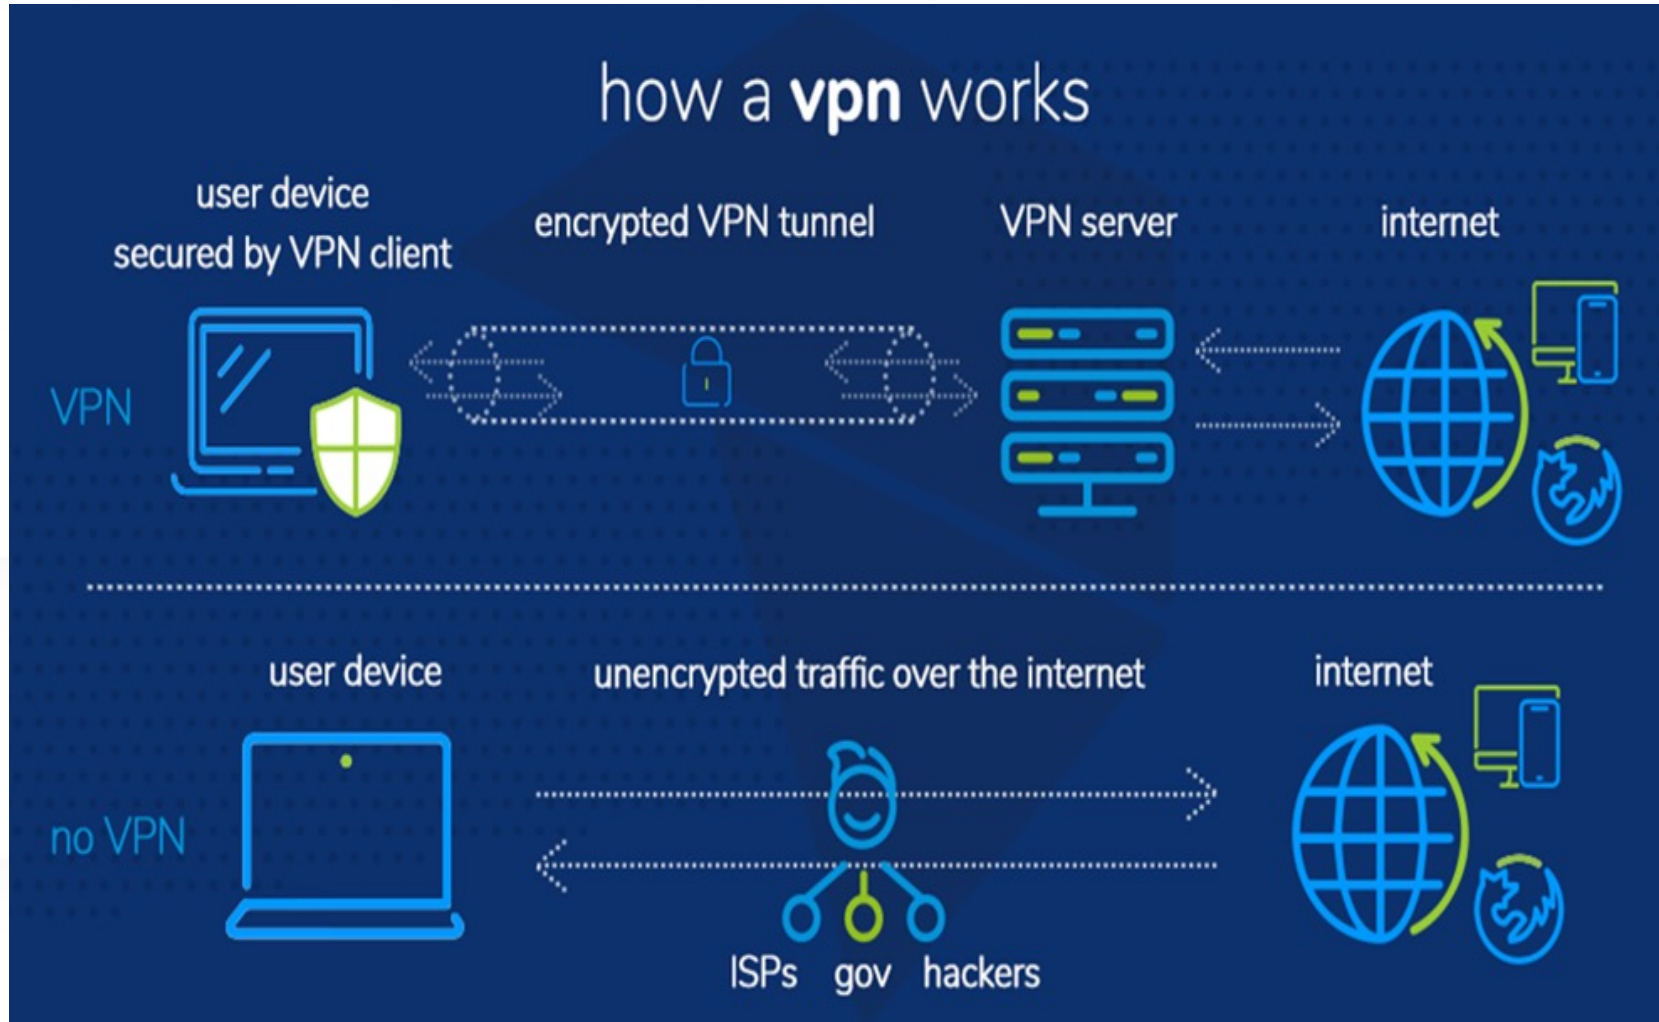 how a vpn works
user device
secured by VPN client
encrypted VPN tunnel
VPN server
internet
VPN
user device
unencrypted traffic over the internet
internet
no VPN
ISPs gov hackers